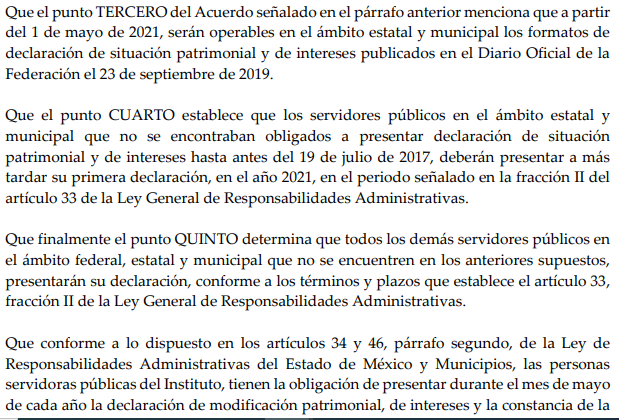 Que el punto TERCERO del Acuerdo señalado en el párrafo anterior menciona que a partir
del 1 de mayo de 2021, serán operables en el ámbito estatal y municipal los formatos de
declaración de situación patrimonial y de intereses publicados en el Diario Oficial de la
Federación el 23 de septiembre de 2019.
Que el punto CUARTO establece que los servidores públicos en el ámbito estatal y
municipal que no se encontraban obligados a presentar declaración de situación
patrimonial y de intereses hasta antes del 19 de julio de 2017, deberán presentar a más
tardar su primera declaración, en el año 2021, en el periodo señalado en la fracción II del
artículo 33 de la Ley General de Responsabilidades Administrativas.
Que finalmente el punto QUINTO determina que todos los demás servidores públicos en
el ámbito federal, estatal y municipal que no se encuentren en los anteriores supuestos,
presentarán su declaración, conforme a los términos y plazos que establece el artículo 33,
fracción II de la Ley General de Responsabilidades Administrativas.
Que conforme a lo dispuesto en los artículos 34 y 46, párrafo segundo, de la Ley de
Responsabilidades Administrativas del Estado de México y Municipios, las personas
servidoras públicas del Instituto, tienen la obligación de presentar durante el mes de mayo
de cada año la declaración de modificación patrimonial, de intereses y la constancia de la